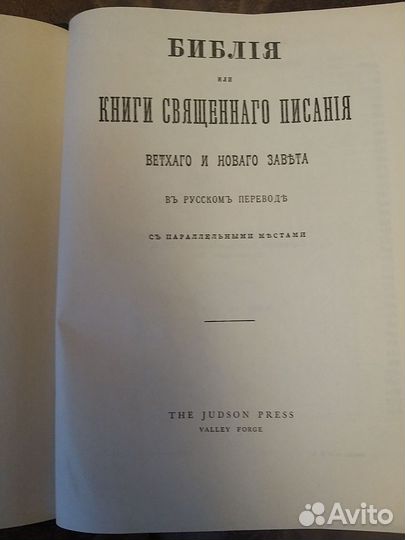 БИБЛІЯ
ИЛИ
КНИГИ СВЯЩЕННАГО ПИСАНІЯ
ВЕТХАГО И НОВАГО ЗАВѢТА
ВЪ РУССКОМЪ ПЕРЕВОДѢ
СЪ ПАРАЛЛЕЛЬНЫМИ МѢСТАМИ
THE JUDSON PRESS
VALLEY FORGE
Avito